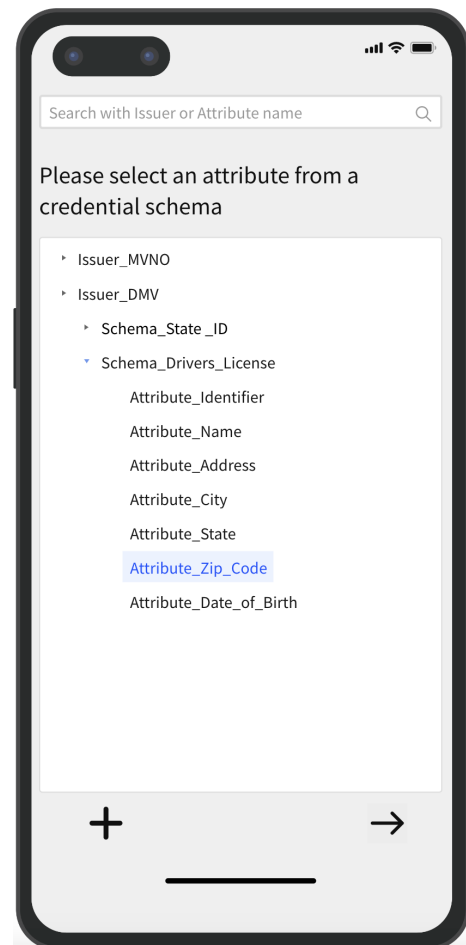 Search with Issuer or Attribute name
Please select an attribute from a
credential schema
Issuer_MVNO
Issuer_DMV
Schema_State _ID
Schema_Drivers_License
Attribute_Identifier
Attribute_Name
Attribute_Address
Attribute_City
Attribute_State
Attribute_Zip_Code
Attribute_Date_of_Birth